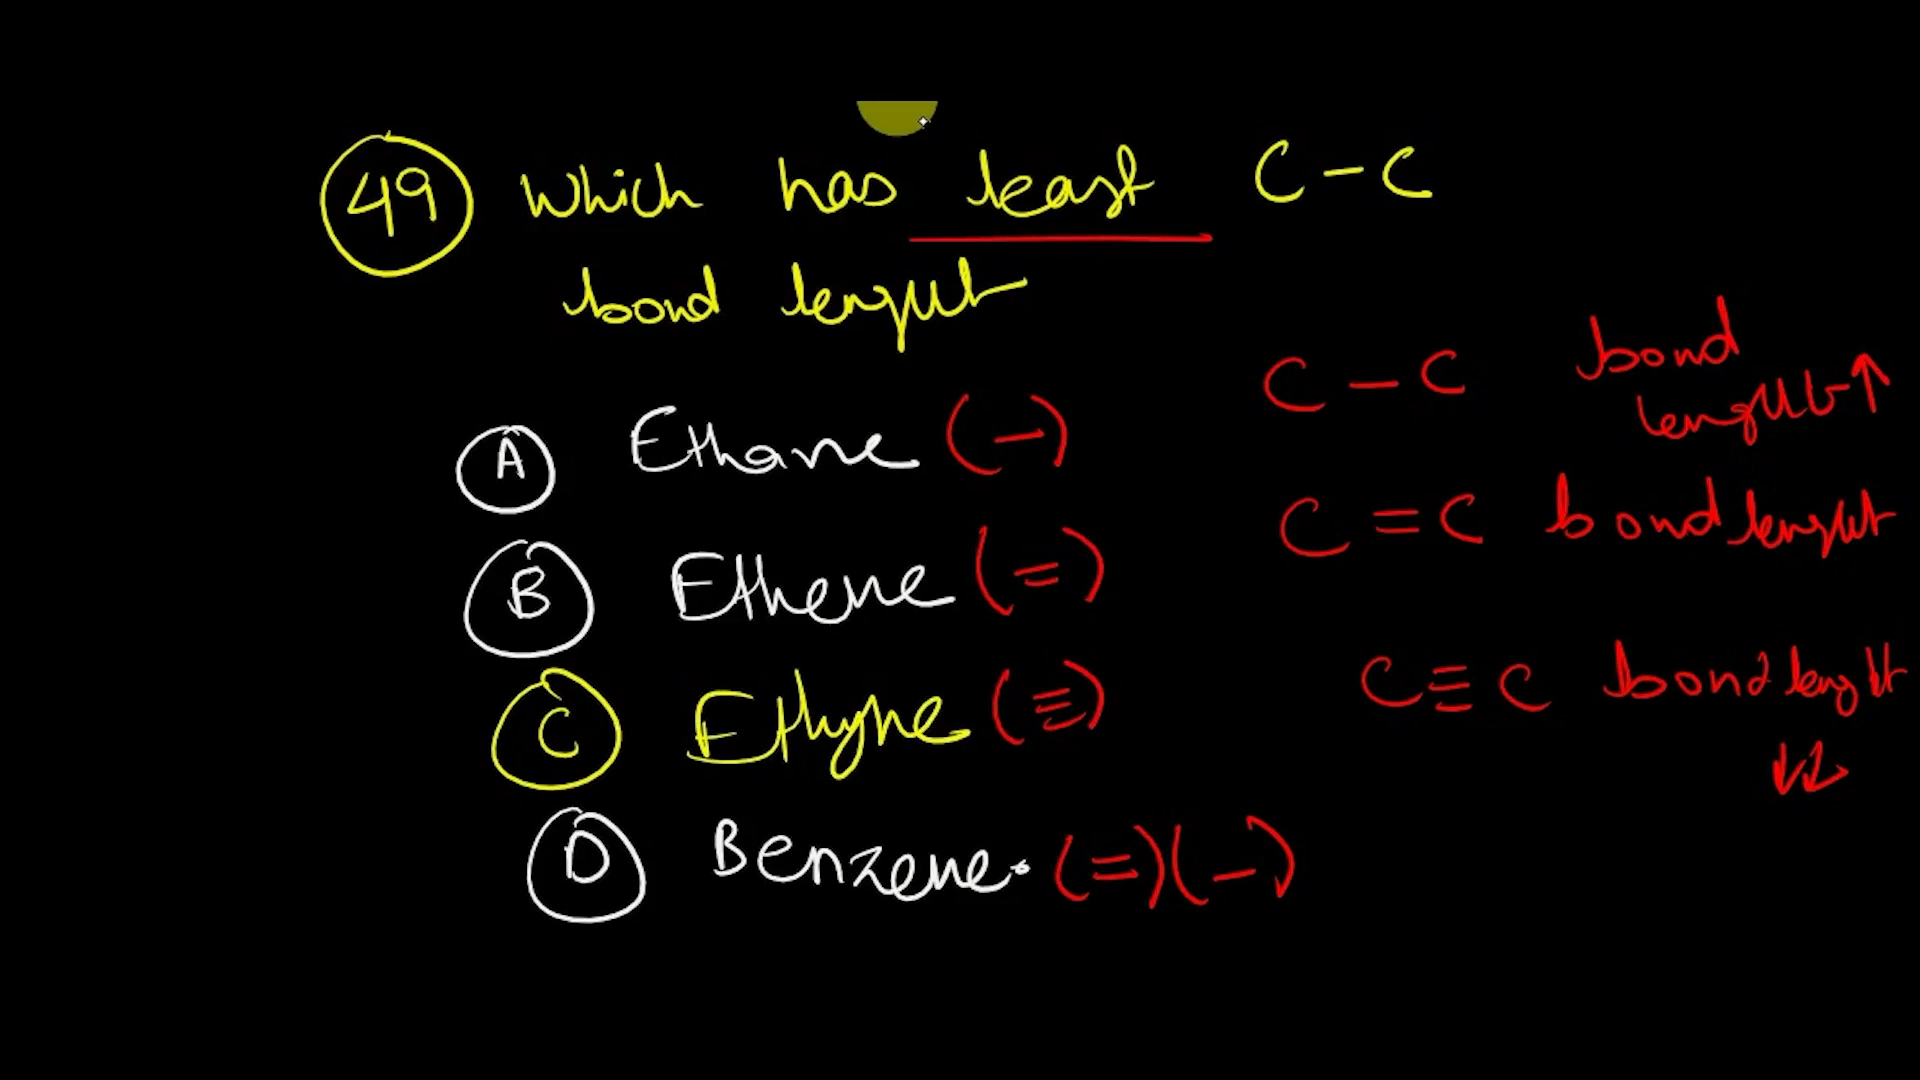 49 Which has least C-C
bond length
A Ethane (-)
B Ethene (=)
C Ethyne (≡)
D Benzene. (=)(-)
C-C bond
length↑
C=C bond length
C≡C bond length
↓↓